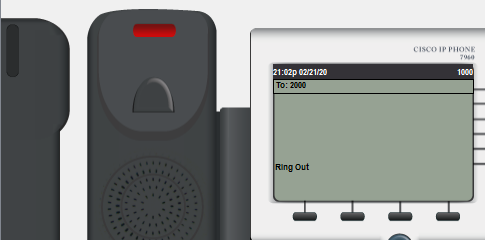 CISCO IP PHONE
7960
21:02p 02/21/20 1000
To: 2000
Ring Out